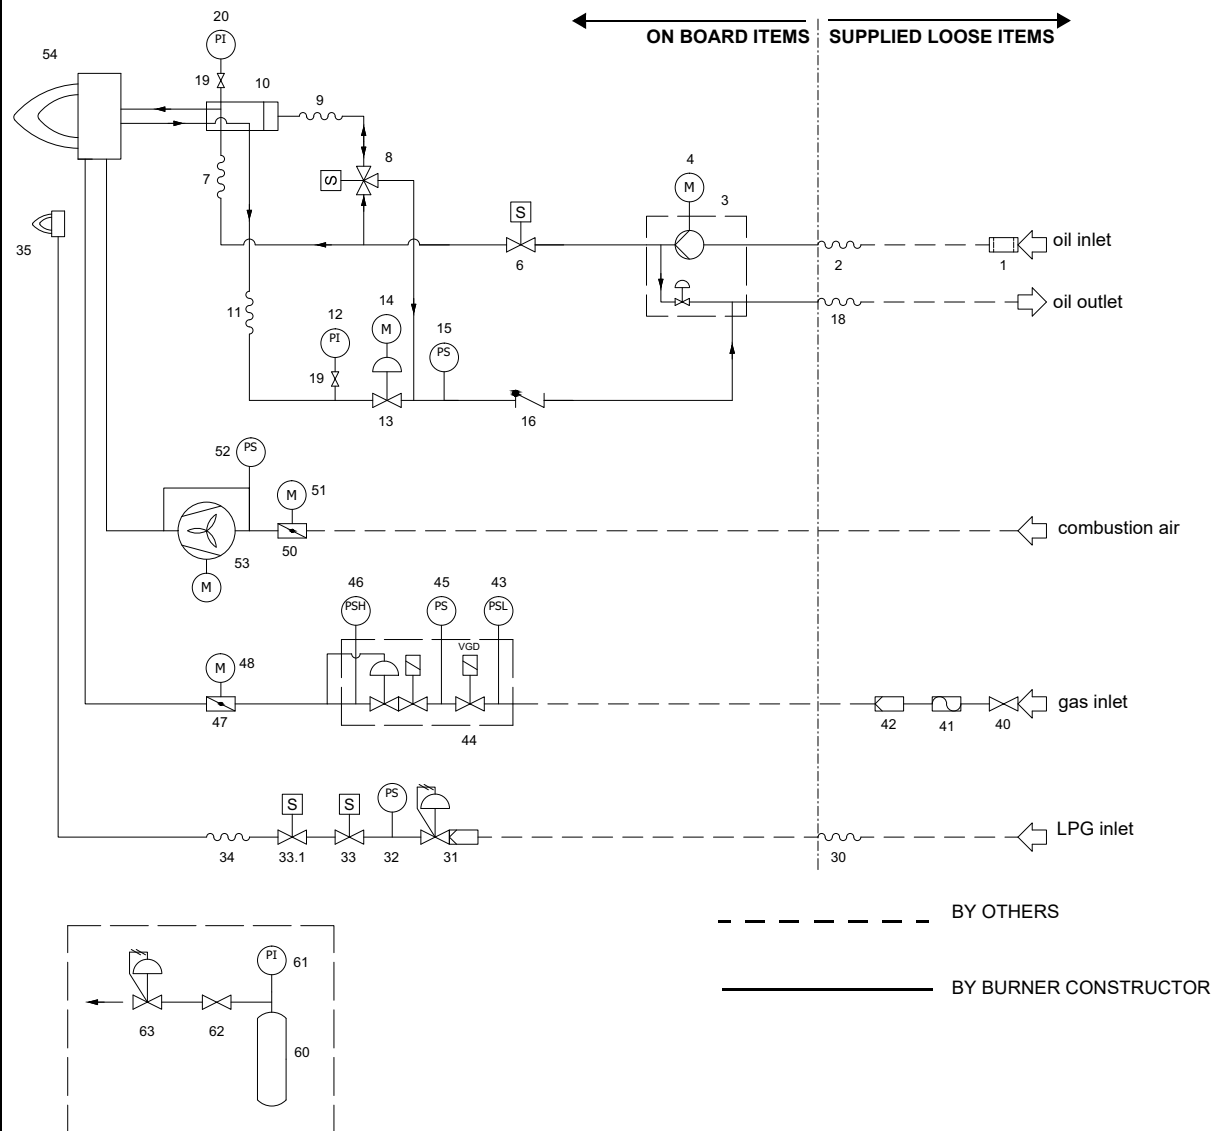 20
PI
ON BOARD ITEMS
SUPPLIED LOOSE ITEMS
54
19
10
9
8
S
7
4
M
3
S
6
35
2
1
oil inlet
18
oil outlet
11
12
PI
19
14
M
13
15
PS
16
52
PS
M
51
53
50
M
combustion air
46
PSH
45
PS
43
PSL
VGD
M
48
47
44
42
41
40
gas inlet
S
S
PS
34
33.1
33
32
31
30
LPG inlet
BY OTHERS
BY BURNER CONSTRUCTOR
PI
61
63
62
60